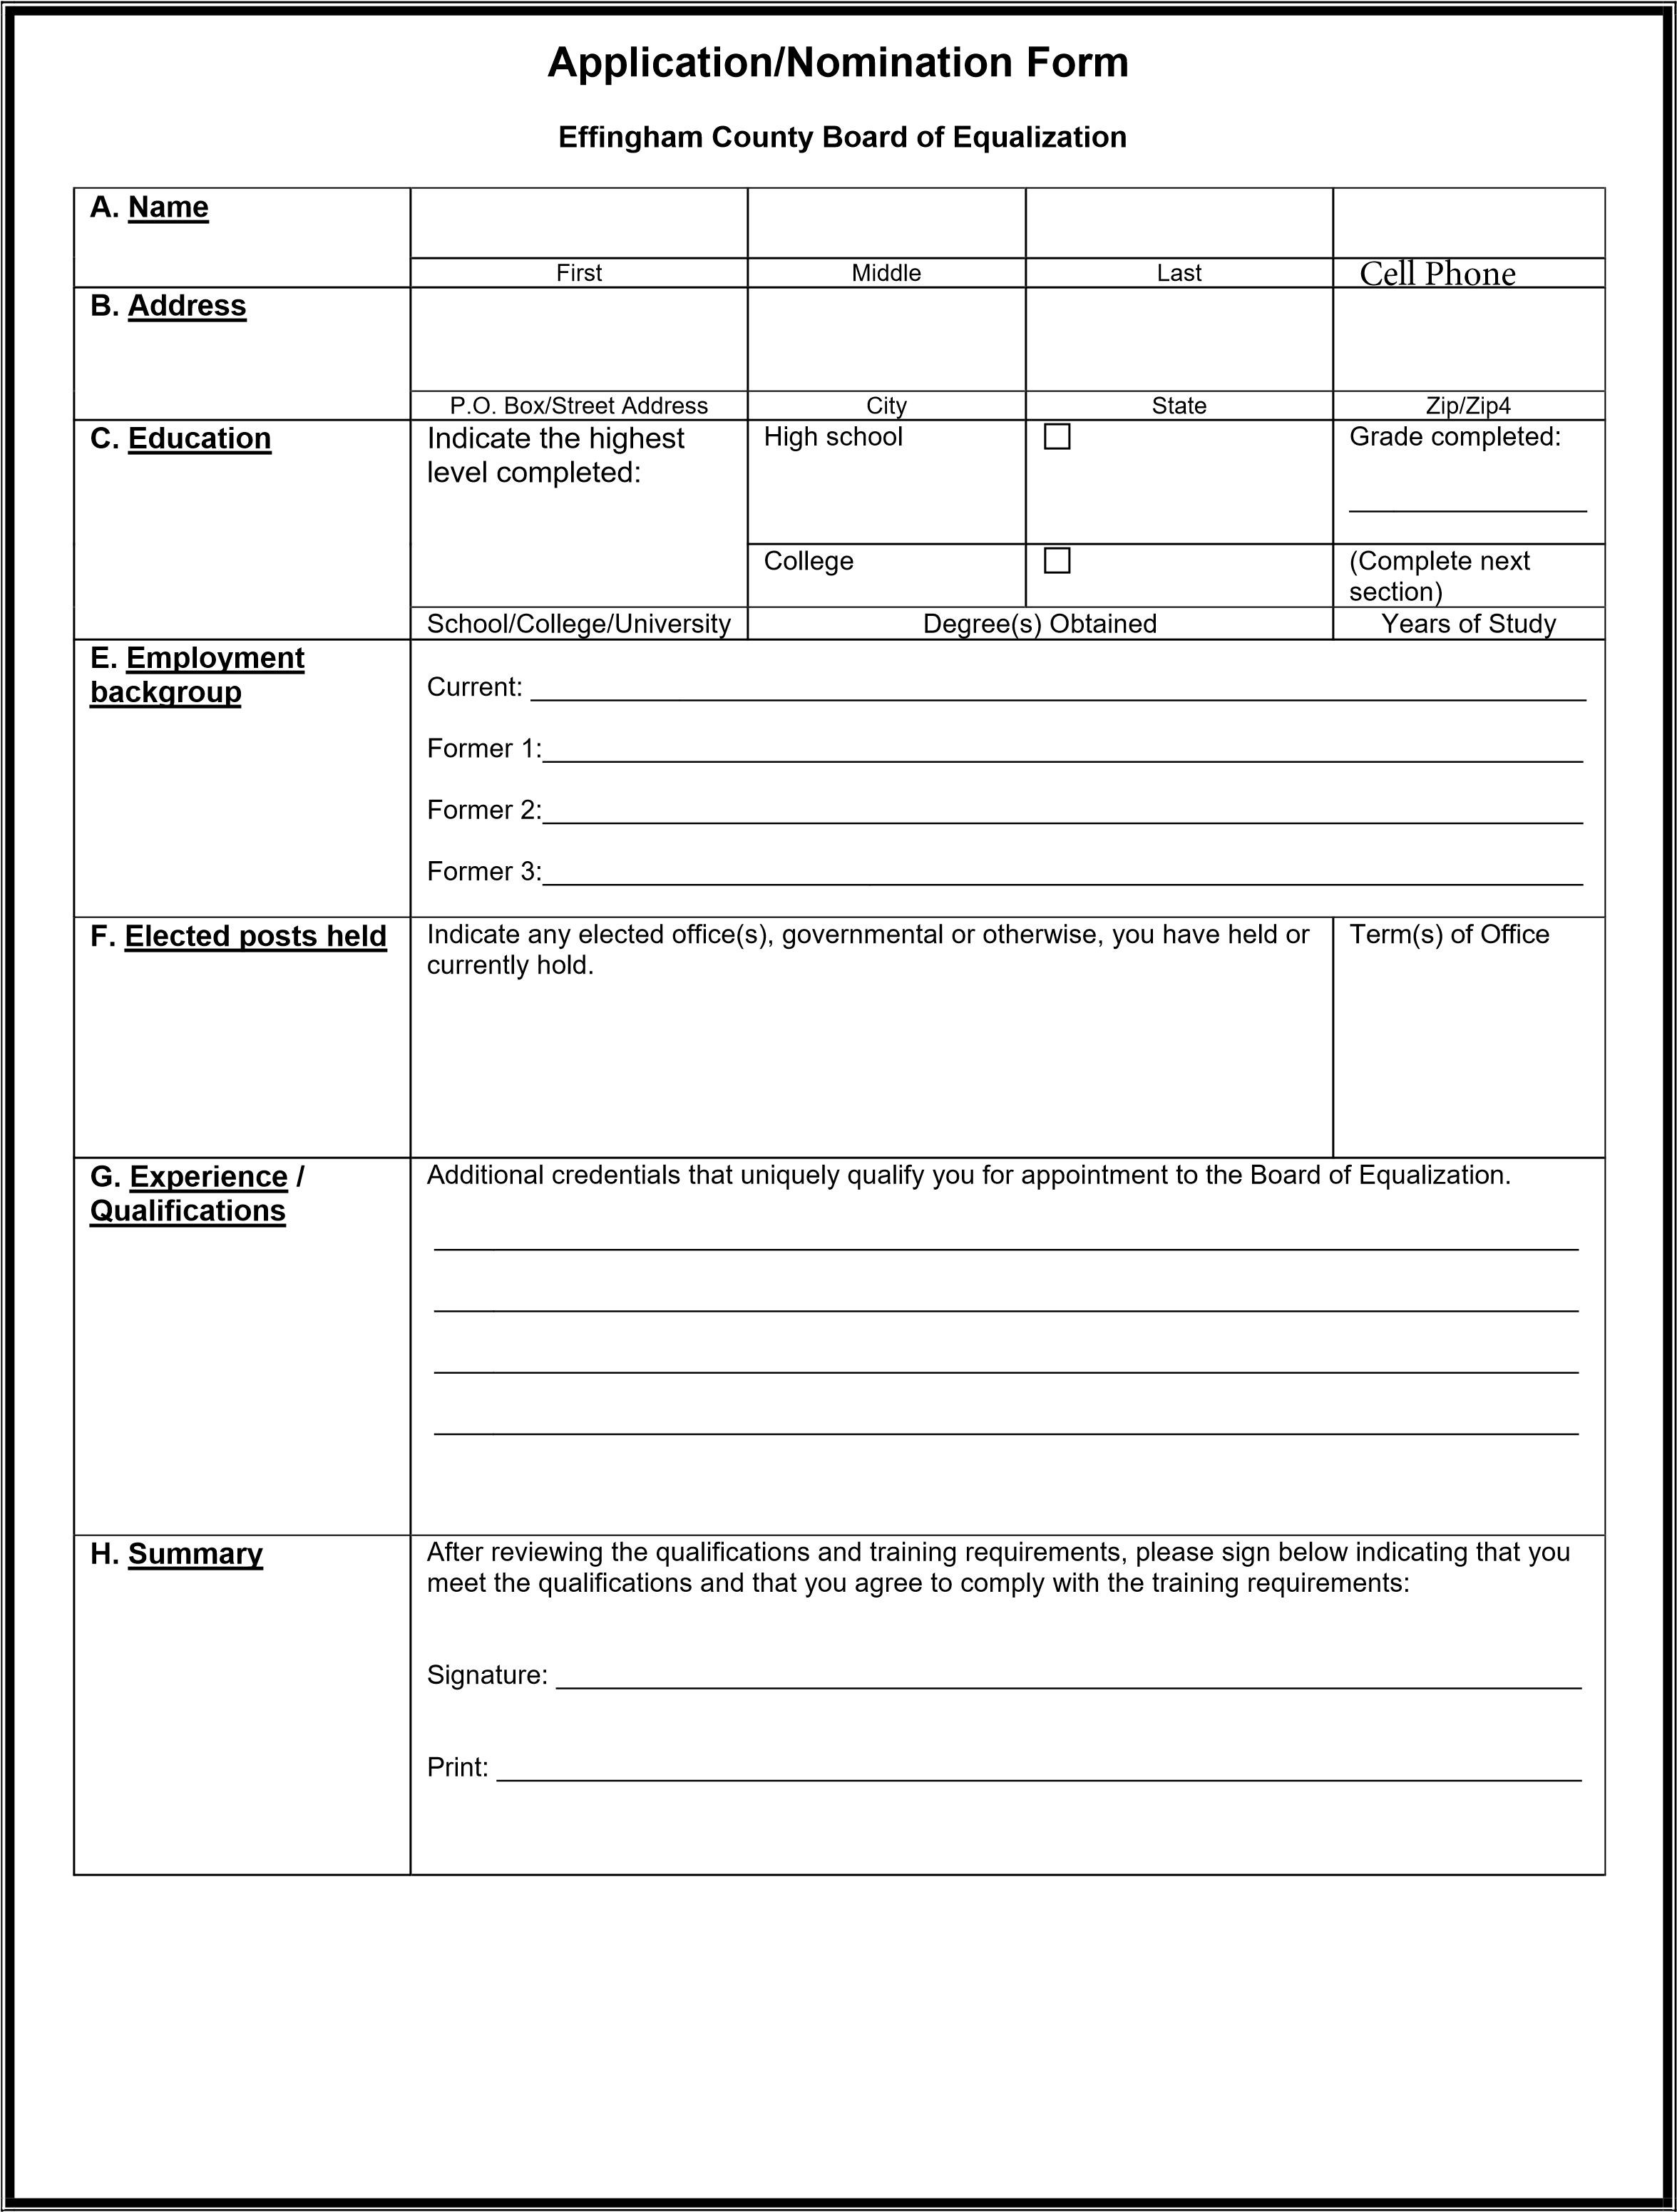 Application/Nomination Form
Effingham County Board of Equalization
A. Name
First Middle Last Cell Phone
B. Address
P.O. Box/Street Address City State Zip/Zip4
C. Education
Indicate the highest
level completed:
High school
Grade completed:
College
(Complete next
section)
School/College/University Degree(s) Obtained Years of Study
E. Employment
backgroup
Current:
Former 1:
Former 2:
Former 3:
F. Elected posts held
Indicate any elected office(s), governmental or otherwise, you have held or
currently hold.
Term(s) of Office
G. Experience /
Qualifications
Additional credentials that uniquely qualify you for appointment to the Board of Equalization.
H. Summary
After reviewing the qualifications and training requirements, please sign below indicating that you
meet the qualifications and that you agree to comply with the training requirements:
Signature:
Print: